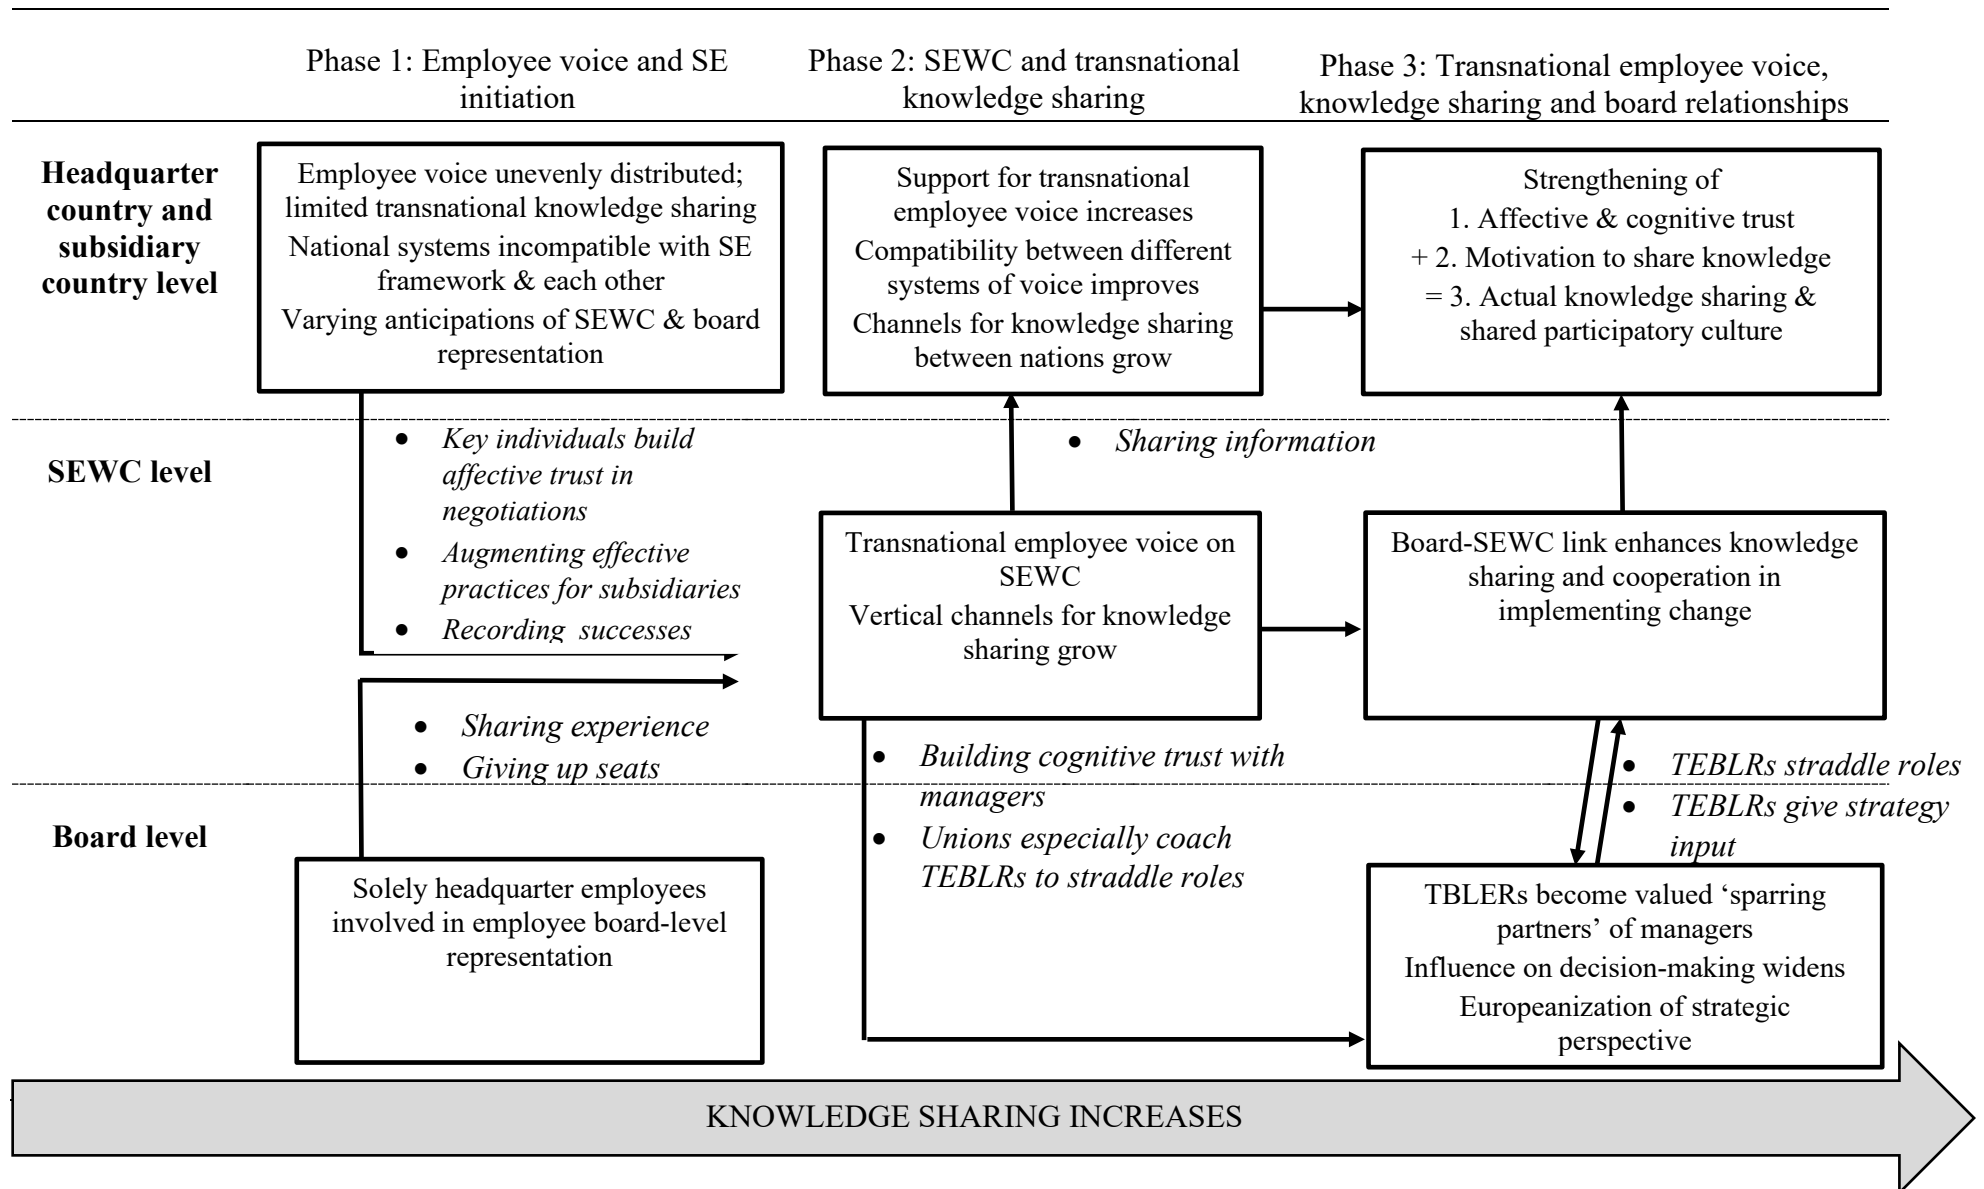 Phase 1: Employee voice and SE
initiation
Phase 2: SEWC and transnational
knowledge sharing
Phase 3: Transnational employee voice,
knowledge sharing and board relationships
Headquarter
country and
subsidiary
country level
Employee voice unevenly distributed;
limited transnational knowledge sharing
National systems incompatible with SE
framework & each other
Varying anticipations of SEWC & board
representation
Support for transnational
employee voice increases
Compatibility between different
systems of voice improves
Channels for knowledge sharing
between nations grow
Strengthening of
1. Affective & cognitive trust
+ 2. Motivation to share knowledge
= 3. Actual knowledge sharing &
shared participatory culture
SEWC level
• Key individuals build
affective trust in
negotiations
• Augmenting effective
practices for subsidiaries
• Recording successes
• Sharing information
Transnational employee voice on
SEWC
Vertical channels for knowledge
sharing grow
Board-SEWC link enhances knowledge
sharing and cooperation in
implementing change
• Sharing experience
• Giving up seats
• Building cognitive trust with
managers
• Unions especially coach
TEBLRs to straddle roles
• TEBLRs straddle roles
• TEBLRs give strategy
input
Board level
Solely headquarter employees
involved in employee board-level
representation
TBLERs become valued ‘sparring
partners’ of managers
Influence on decision-making widens
Europeanization of strategic
perspective
KNOWLEDGE SHARING INCREASES